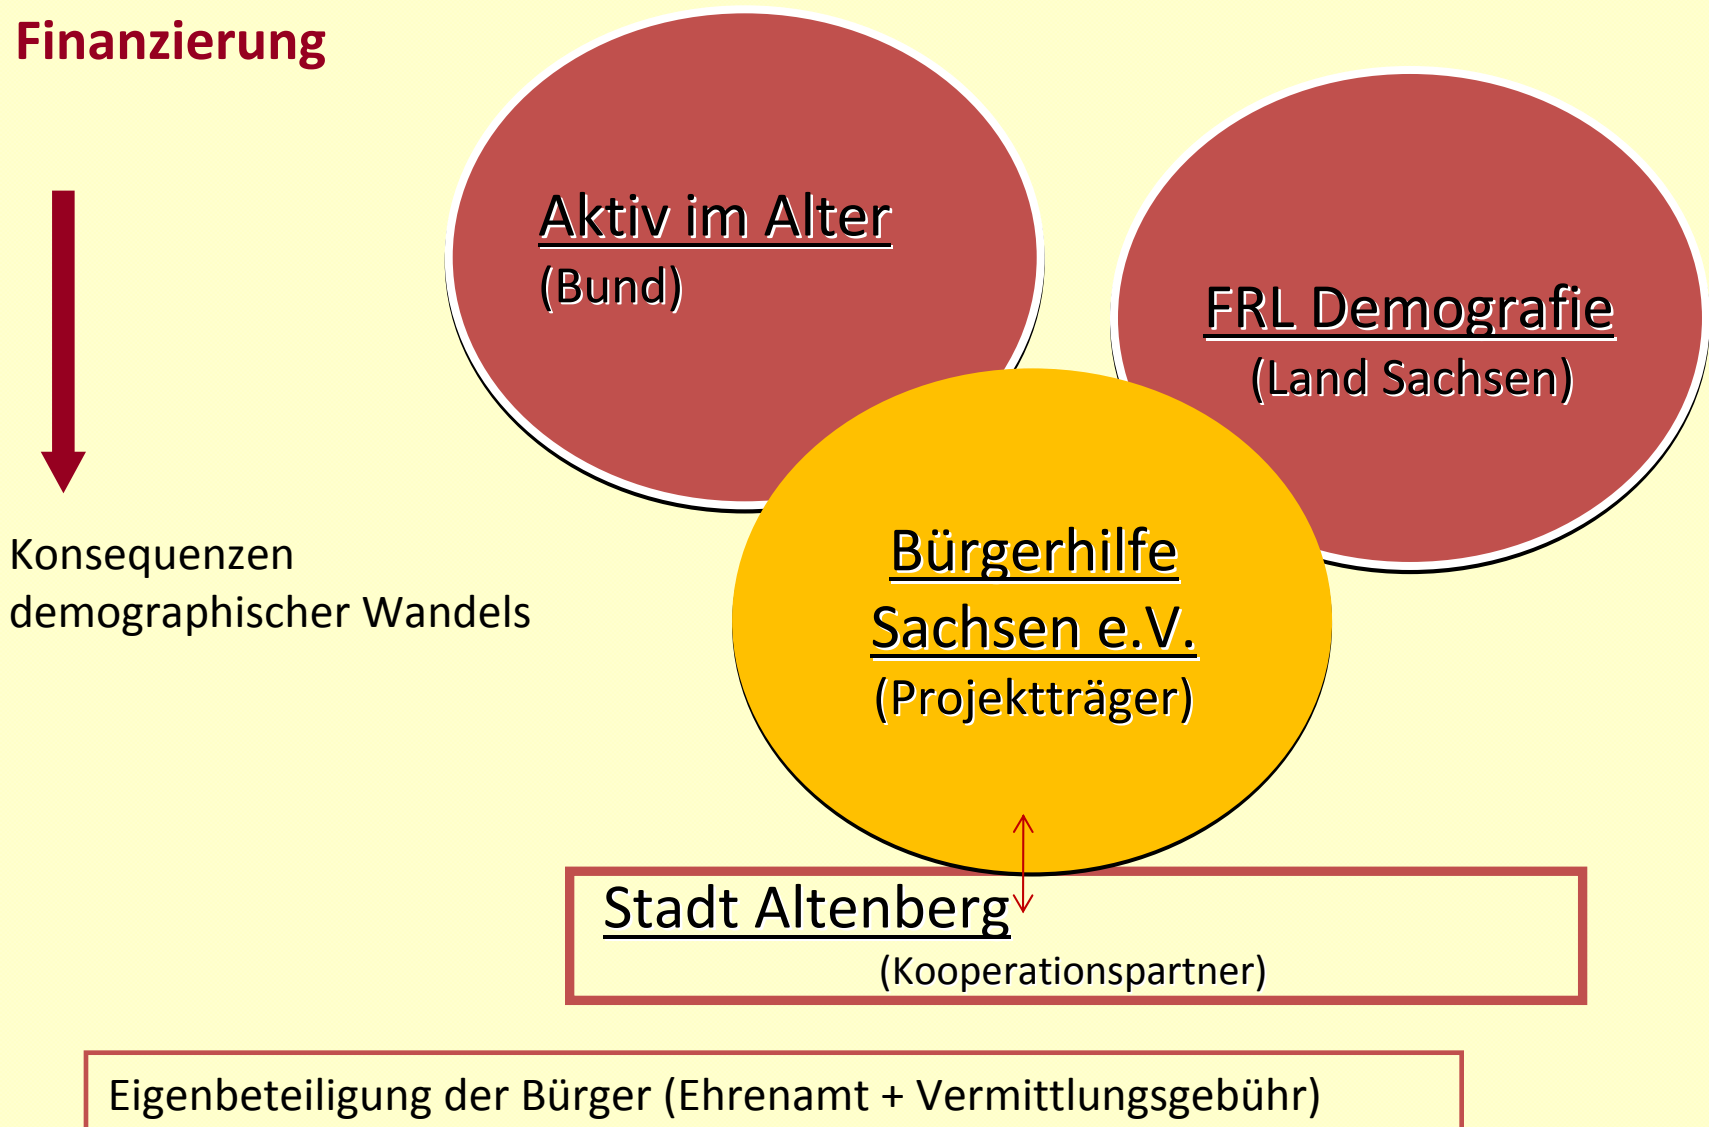 Finanzierung
Aktiv im Alter
(Bund)
FRL Demografie
(Land Sachsen)
Konsequenzen
demographischer Wandels
Bürgerhilfe
Sachsen e.V.
(Projektträger)
Stadt Altenberg
(Kooperationspartner)
Eigenbeteiligung der Bürger (Ehrenamt + Vermittlungsgebühr)